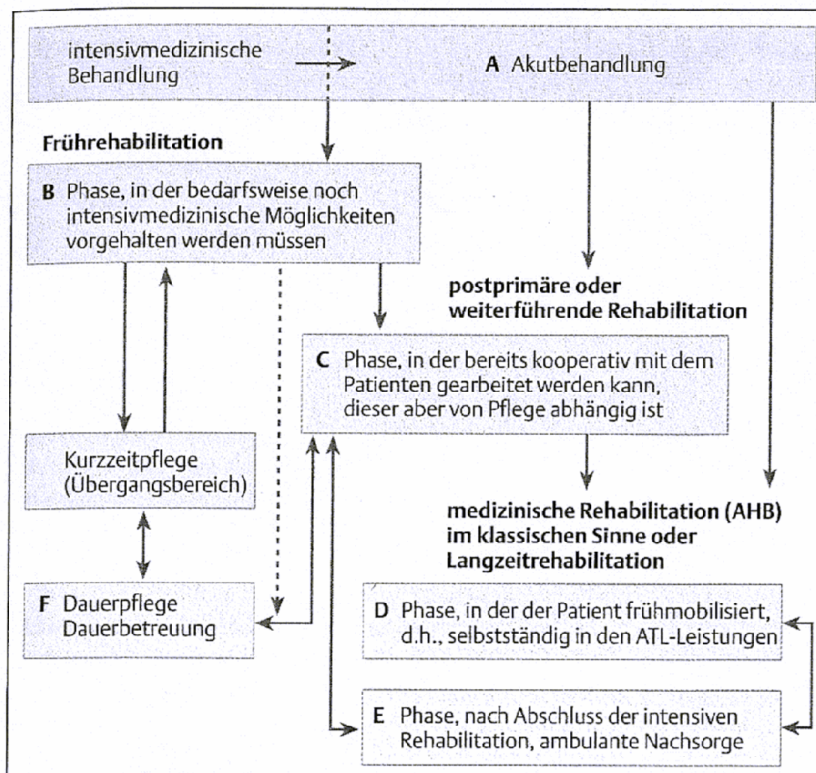 intensivmedizinische
Behandlung
A Akutbehandlung
Frührehabilitation
B Phase, in der bedarfsweise noch
intensivmedizinische Möglichkeiten
vorgehalten werden müssen
postprimäre oder
weiterführende Rehabilitation
C Phase, in der bereits kooperativ mit dem
Patienten gearbeitet werden kann,
dieser aber von Pflege abhängig ist
Kurzzeitpflege
(Übergangsbereich)
medizinische Rehabilitation (AHB)
im klassischen Sinne oder
Langzeitrehabilitation
F Dauerpflege
Dauerbetreuung
D Phase, in der der Patient frühmobilisiert,
d.h., selbstständig in den ATL-Leistungen
E Phase, nach Abschluss der intensiven
Rehabilitation, ambulante Nachsorge